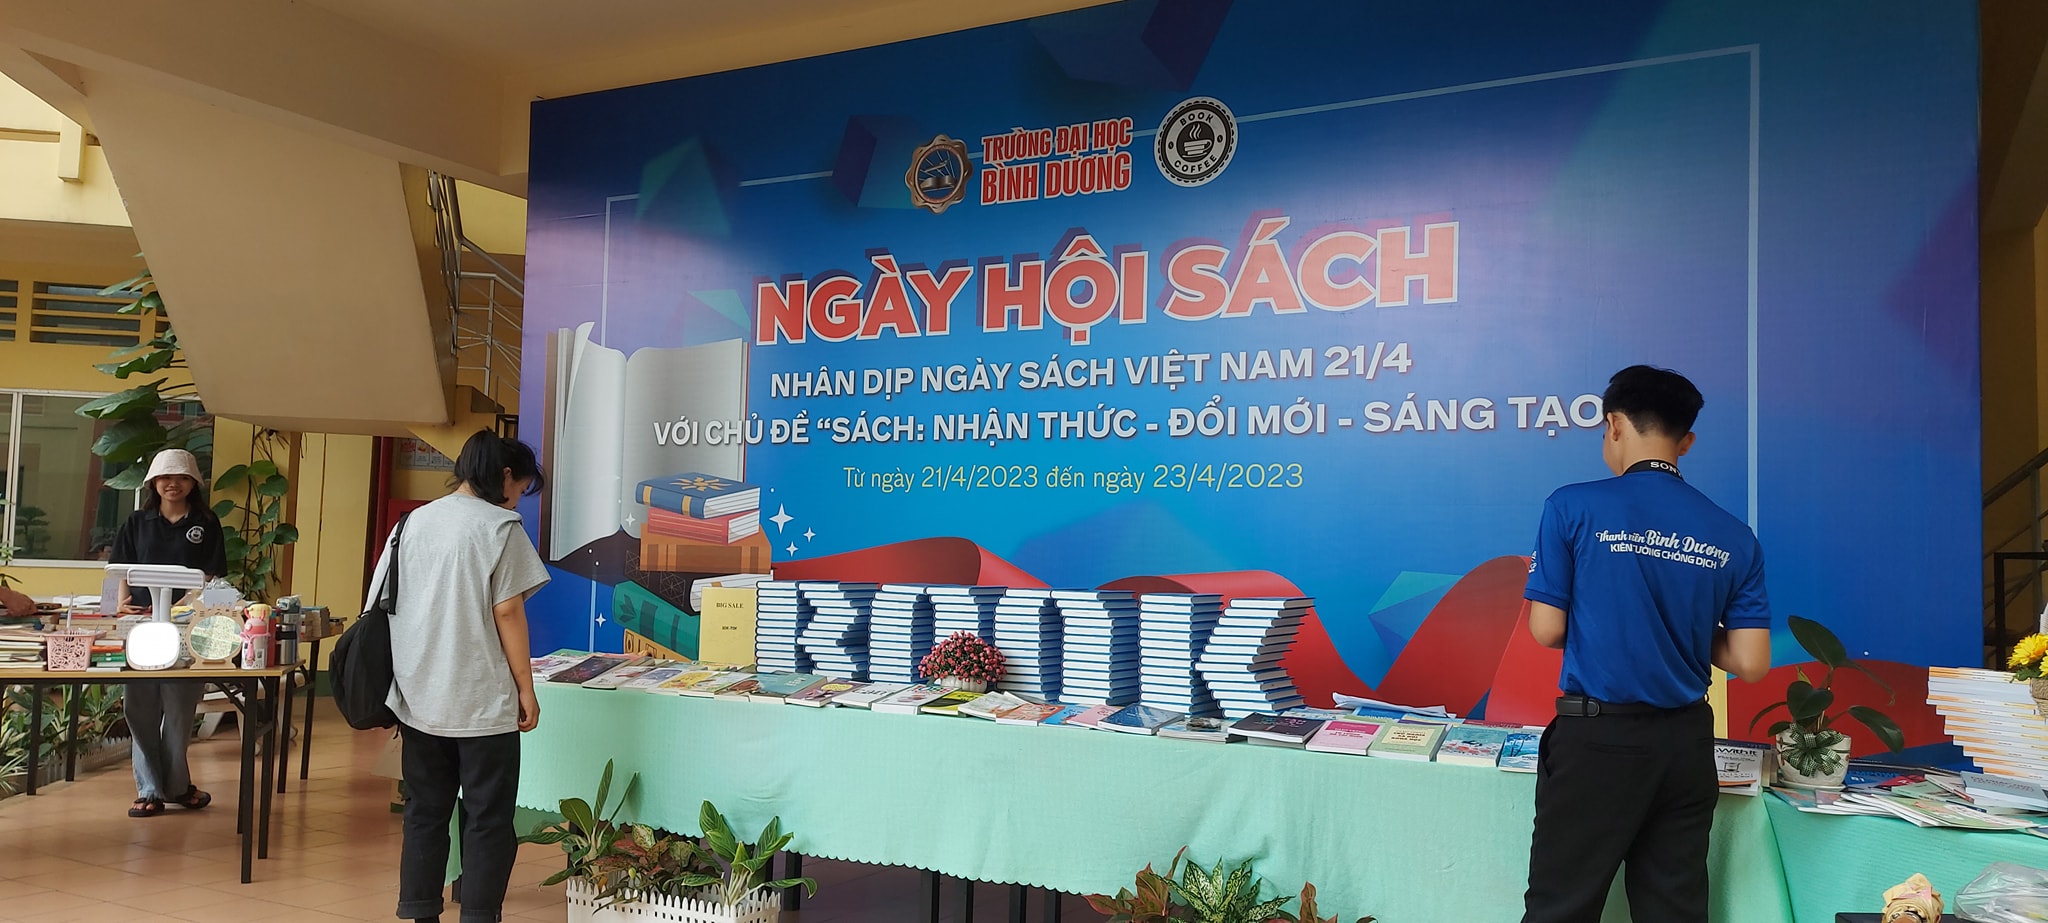 TRƯỜNG ĐẠI HỌC
BÌNH DƯƠNG
BOOK
COFFEE
NGÀY HỘI SÁCH
NHÂN DỊP NGÀY SÁCH VIỆT NAM 21/4
VỚI CHỦ ĐỀ “SÁCH: NHẬN THỨC - ĐỔI MỚI - SÁNG TẠO
Từ ngày 21/4/2023 đến ngày 23/4/2023
BIG SALE
SON
Thanh niên Bình Dương
KIÊN CƯỜNG CHỐNG DỊCH
BOOK